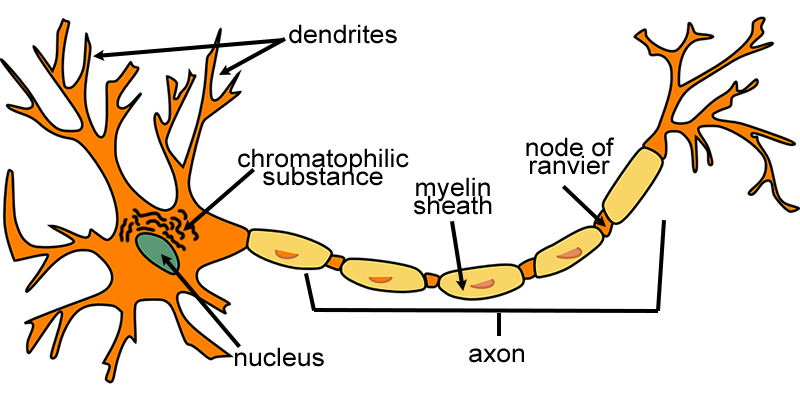 dendrites
chromatophilic
substance
node of
ranvier
myelin
sheath
nucleus
axon